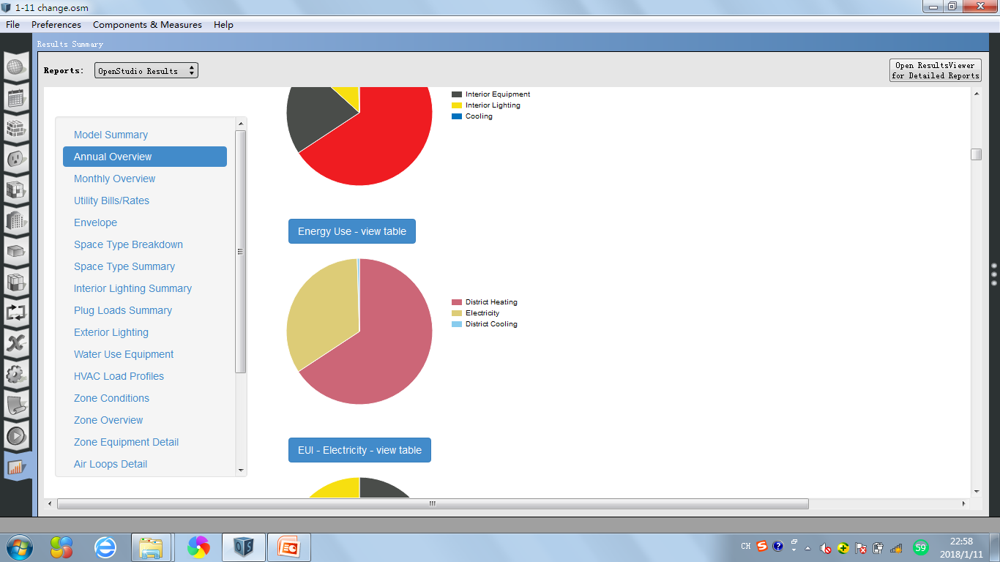 1-11 change.osm
File Preferences Components & Measures Help
Results Summary
Reports: OpenStudio Results
Open ResultsViewer
for Detailed Reports
Model Summary
Annual Overview
Monthly Overview
Utility Bills/Rates
Envelope
Space Type Breakdown
Space Type Summary
Interior Lighting Summary
Plug Loads Summary
Exterior Lighting
Water Use Equipment
HVAC Load Profiles
Zone Conditions
Zone Overview
Zone Equipment Detail
Air Loops Detail
Interior Equipment
Interior Lighting
Cooling
Energy Use - view table
District Heating
Electricity
District Cooling
EUI - Electricity - view table
CH
59
22:58
2018/1/11